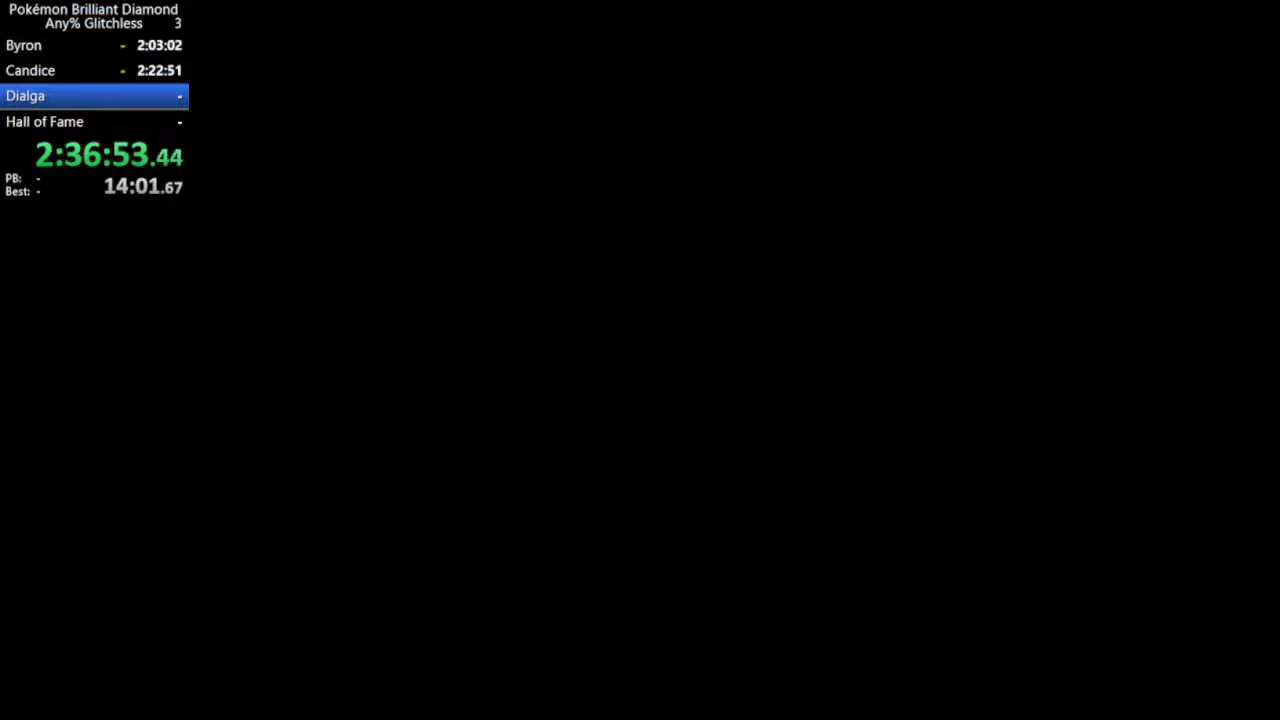 Pokémon Brilliant Diamond
Any% Glitchless 3
Byron - 2:03:02
Candice - 2:22:51
Dialga -
Hall of Fame -
2:36:53.44
PB: -
Best: - 14:01.67